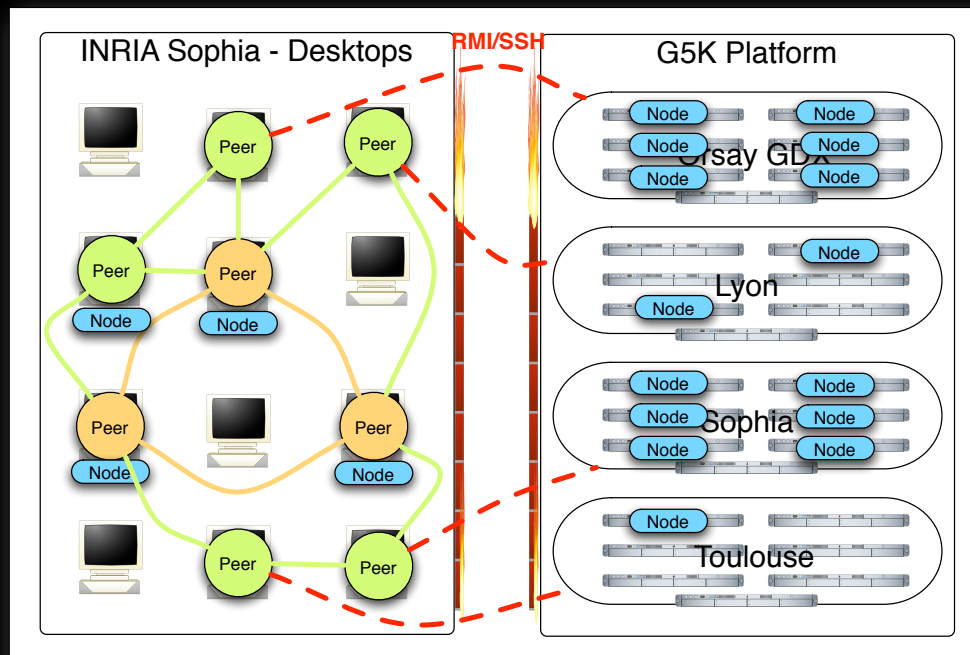 RMI/SSH
INRIA Sophia - Desktops
Peer
Peer
Peer
Peer
Node
Node
Peer
Peer
Node
Node
Peer
Peer
G5K Platform
Node
Node
Node
Node
Orsay GDX
Node
Node
Node
Lyon
Node
Node
Node
Node
Node
Sophia
Node
Node
Node
Toulouse